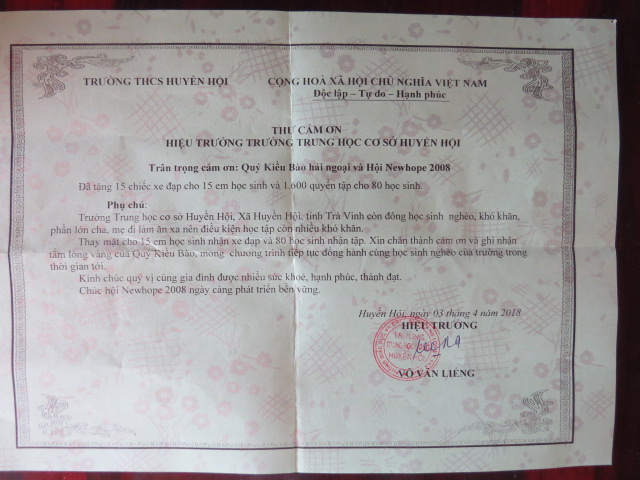 TRƯỜNG THCS HUYỀN HỘI
CỘNG HOÀ XÃ HỘI CHỦ NGHĨA VIỆT NAM
Độc lập – Tự do – Hạnh phúc
THƯ CẢM ƠN
HIỆU TRƯỞNG TRƯỜNG TRUNG HỌC CƠ SỞ HUYỀN HỘI
Trân trọng cảm ơn: Quý Kiều Bào hải ngoại và Hội Newhope 2008
Đã tặng 15 chiếc xe đạp cho 15 em học sinh và 1.600 quyển tập cho 80 học sinh.
Phụ chú:
Trường Trung học cơ sở Huyền Hội, Xã Huyền Hội, tỉnh Trà Vinh còn đông học sinh nghèo, khó khăn,
phần lớn cha, mẹ đi làm ăn xa nên điều kiện học tập còn nhiều khó khăn.
Thay mặt cho 15 em học sinh nhận xe đạp và 80 học sinh nhận tập. Xin chân thành cảm ơn và ghi nhận
tấm lòng vàng của Quý Kiều Bào, mong chương trình tiếp tục đồng hành cùng học sinh nghèo của trường trong
thời gian tới.
Kính chúc quý vị cùng gia đình được nhiều sức khoẻ, hạnh phúc, thành đạt.
Chúc hội Newhope 2008 ngày càng phát triển bền vững.
Huyền Hội, ngày 03 tháng 4 năm 2018
HIỆU TRƯỞNG
TRƯỜNG
TRUNG HỌC CƠ SỞ
HUYỀN HỘI
VÕ VĂN LIÊNG